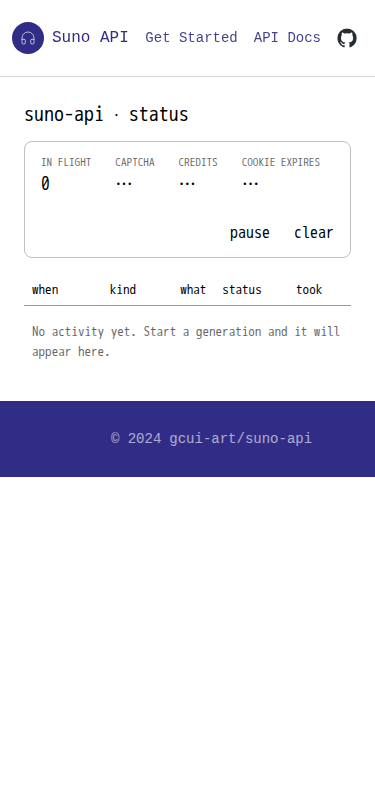 Suno API Get Started API Docs
suno-api · status
IN FLIGHT CAPTCHA CREDITS COOKIE EXPIRES
0 ... ... ...
pause clear
when kind what status took
No activity yet. Start a generation and it will
appear here.
© 2024 gcui-art/suno-api